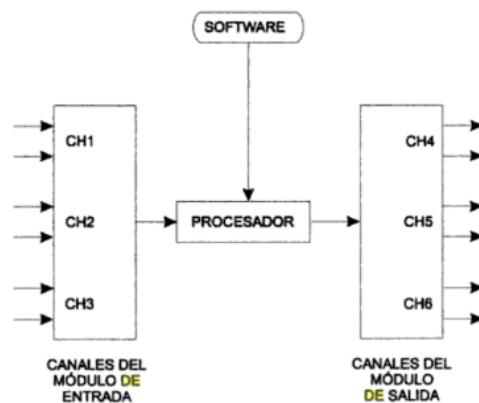 SOFTWARE
CH1
CH2
CH3
PROCESADOR
CH4
CH5
CH6
CANALES DEL
MÓDULO DE
ENTRADA
CANALES DEL
MÓDULO
DE SALIDA